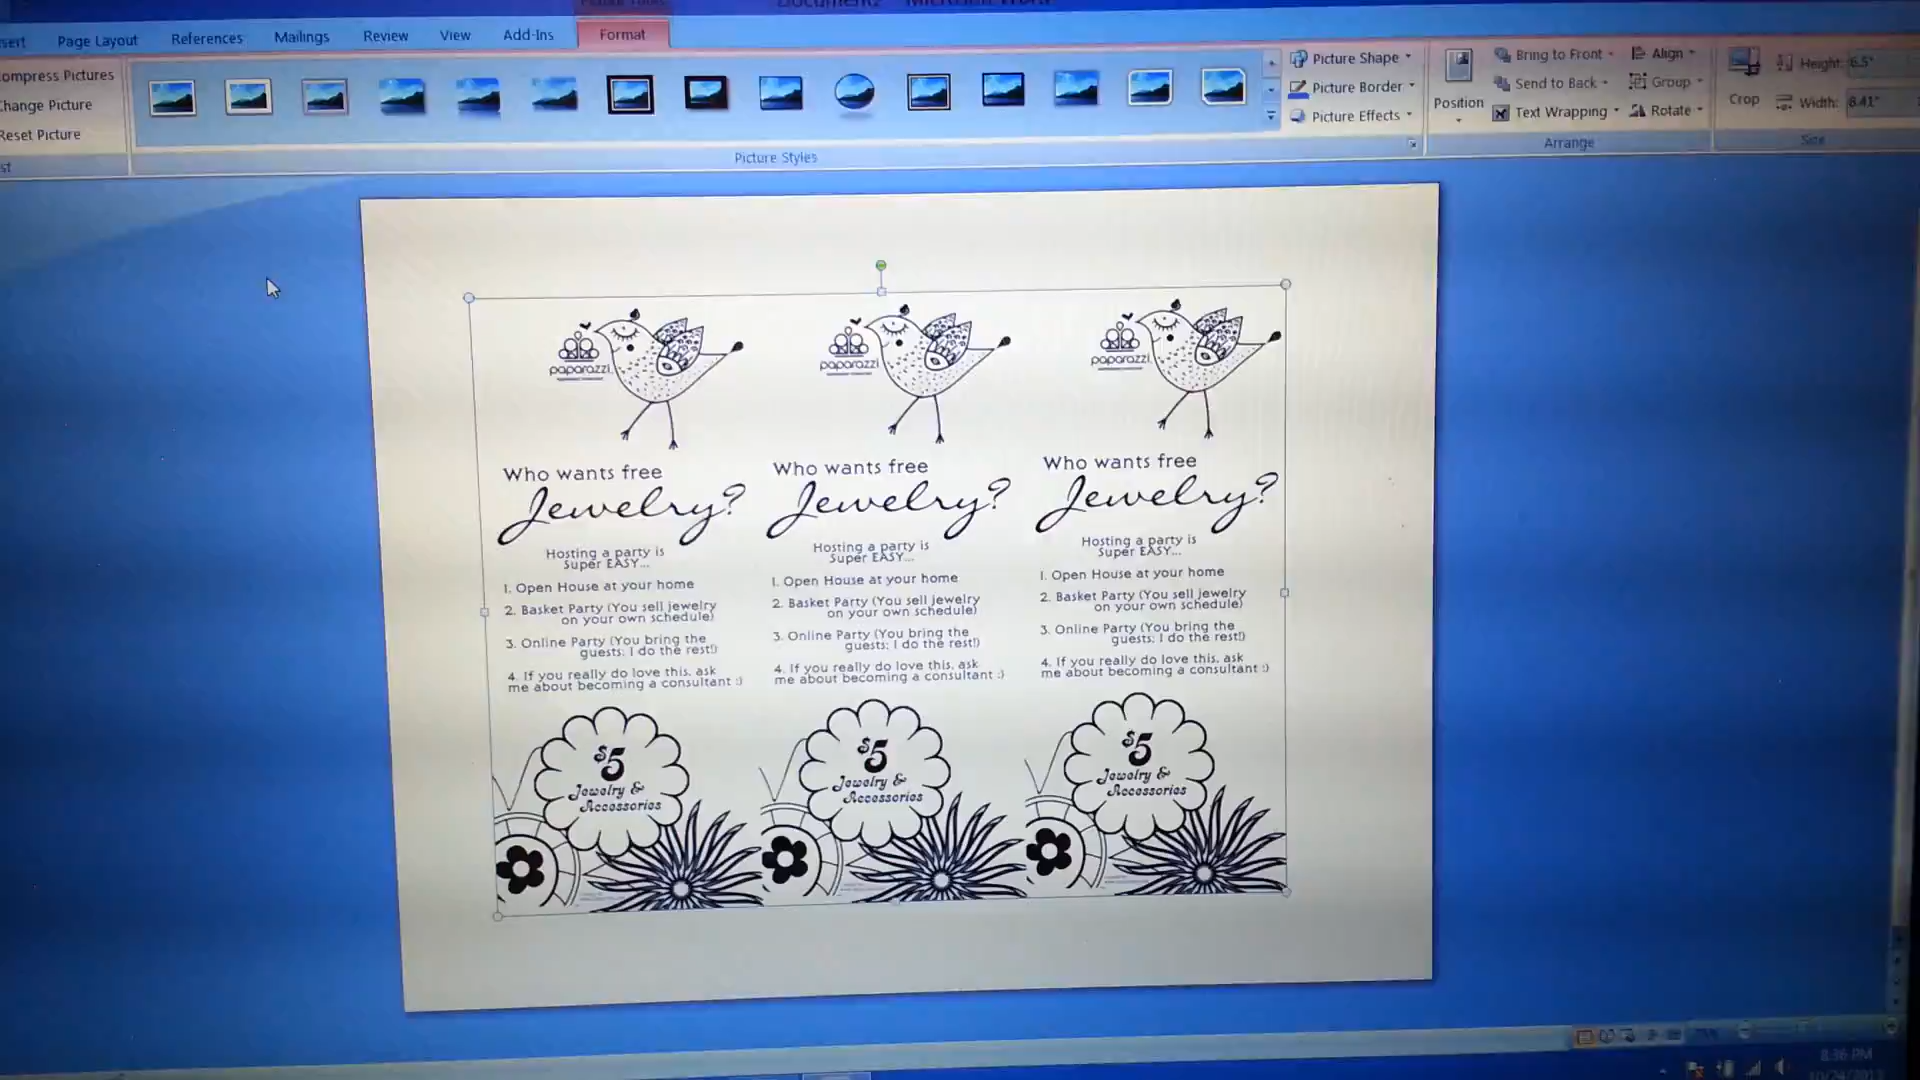 Page Layout
References
Mailings
Review
View
Add-Ins
Format
ompress Pictures
Change Picture
Reset Picture
Picture Shape
Picture Border
Picture Effects
Picture Styles
Position
Bring to Front
Send to Back
Text Wrapping
Align
Group
Rotate
Arrange
Crop
Height: 6.5"
Width: 8.41"
Size
paparazzi
Who wants free
Jewelry?
Hosting a party is
Super EASY...
1. Open House at your home
2. Basket Party (You sell jewelry
on your own schedule)
3. Online Party (You bring the
guests; I do the rest!)
4. If you really do love this, ask
me about becoming a consultant :)
$5
Jewelry &
Accessories
paparazzi
Who wants free
Jewelry?
Hosting a party is
Super EASY...
1. Open House at your home
2. Basket Party (You sell jewelry
on your own schedule)
3. Online Party (You bring the
guests; I do the rest!)
4. If you really do love this, ask
me about becoming a consultant :)
$5
Jewelry &
Accessories
paparazzi
Who wants free
Jewelry?
Hosting a party is
Super EASY...
1. Open House at your home
2. Basket Party (You sell jewelry
on your own schedule)
3. Online Party (You bring the
guests; I do the rest!)
4. If you really do love this, ask
me about becoming a consultant :)
$5
Jewelry &
Accessories
8:36 PM